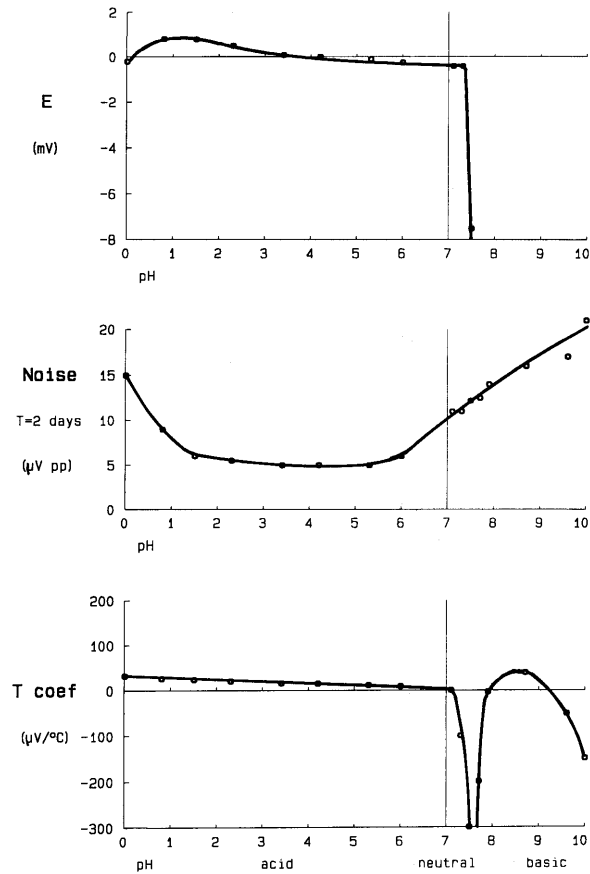 2
0
-2
-4
-6
-8
E
(mV)
0 1 2 3 4 5 6 7 8 9 10
pH
20
15
10
5
0
Noise
T=2 days
(µV pp)
0 1 2 3 4 5 6 7 8 9 10
pH
200
100
0
-100
-200
-300
T coef
(µV/°C)
0 1 2 3 4 5 6 7 8 9 10
pH acid neutral basic